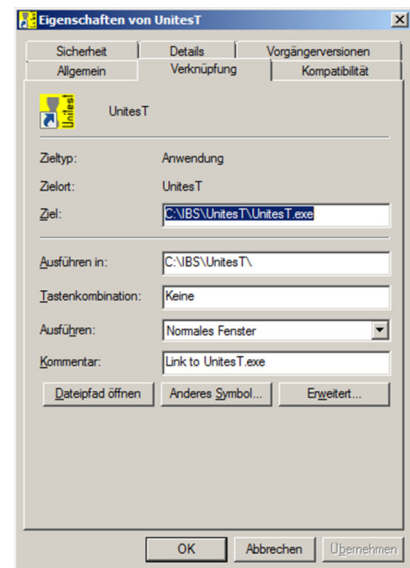 Eigenschaften von UnitesT
Sicherheit Details Vorgängerversionen
Allgemein Verknüpfung Kompatibilität
Unitest
UnitesT
Zieltyp: Anwendung
Zielort: UnitesT
Ziel: C:\IBS\UnitesT\UnitesT.exe
Ausführen in: C:\IBS\UnitesT\
Tastenkombination: Keine
Ausführen: Normales Fenster
Kommentar: Link to UnitesT.exe
Dateipfad öffnen Anderes Symbol... Erweitert...
OK Abbrechen Übernehmen